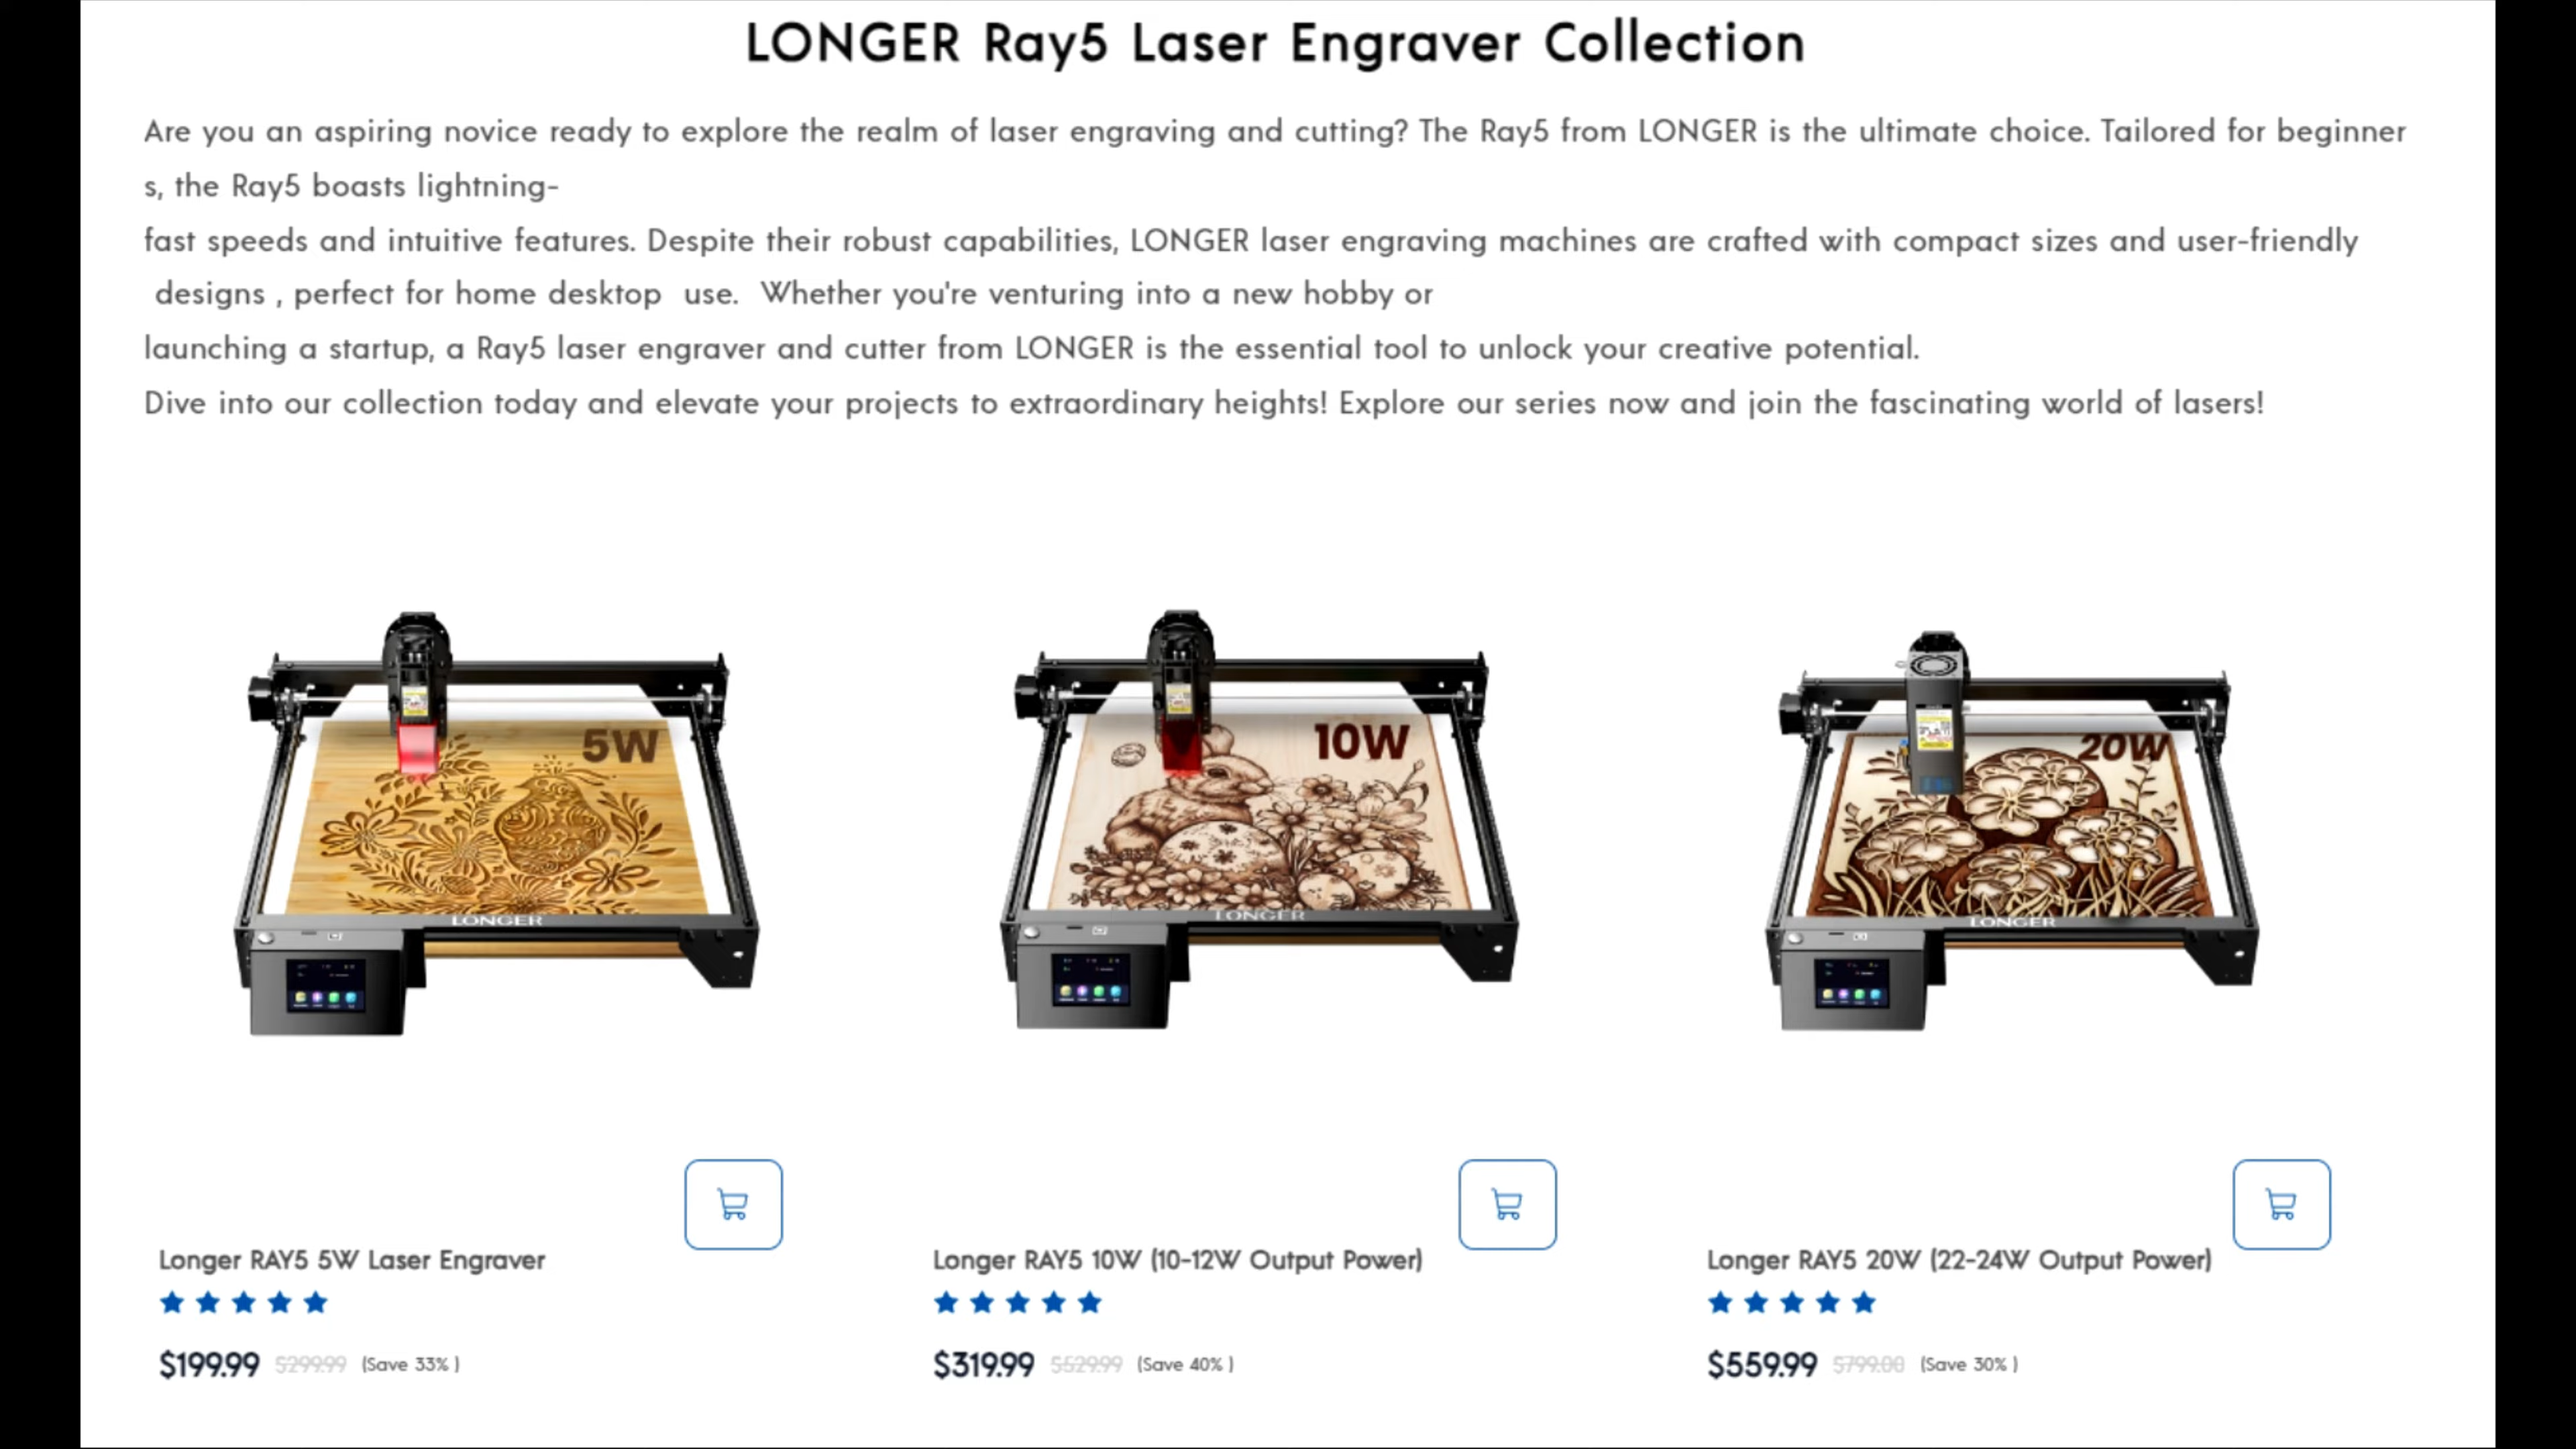 LONGER Ray5 Laser Engraver Collection
Are you an aspiring novice ready to explore the realm of laser engraving and cutting? The Ray5 from LONGER is the ultimate choice. Tailored for beginner
s, the Ray5 boasts lightning-
fast speeds and intuitive features. Despite their robust capabilities, LONGER laser engraving machines are crafted with compact sizes and user-friendly
designs , perfect for home desktop use. Whether you're venturing into a new hobby or
launching a startup, a Ray5 laser engraver and cutter from LONGER is the essential tool to unlock your creative potential.
Dive into our collection today and elevate your projects to extraordinary heights! Explore our series now and join the fascinating world of lasers!
5W
LONGER
10W
LONGER
20W
LONGER
Longer RAY5 5W Laser Engraver
$199.99 $299.99 (Save 33% )
Longer RAY5 10W (10-12W Output Power)
$319.99 $529.99 (Save 40% )
Longer RAY5 20W (22-24W Output Power)
$559.99 $799.00 (Save 30% )